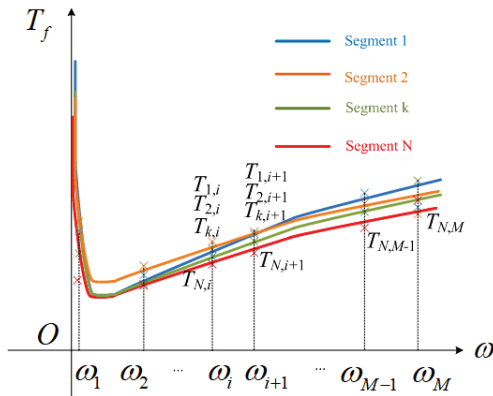 T_f
Segment 1
Segment 2
Segment k
Segment N
T_{1,i}
T_{2,i}
T_{k,i}
T_{1,i+1}
T_{2,i+1}
T_{k,i+1}
T_{N,i}
T_{N,i+1}
T_{N,M-1}
T_{N,M}
O
ω
ω_1 ω_2 ... ω_i ω_{i+1} ... ω_{M-1} ω_M